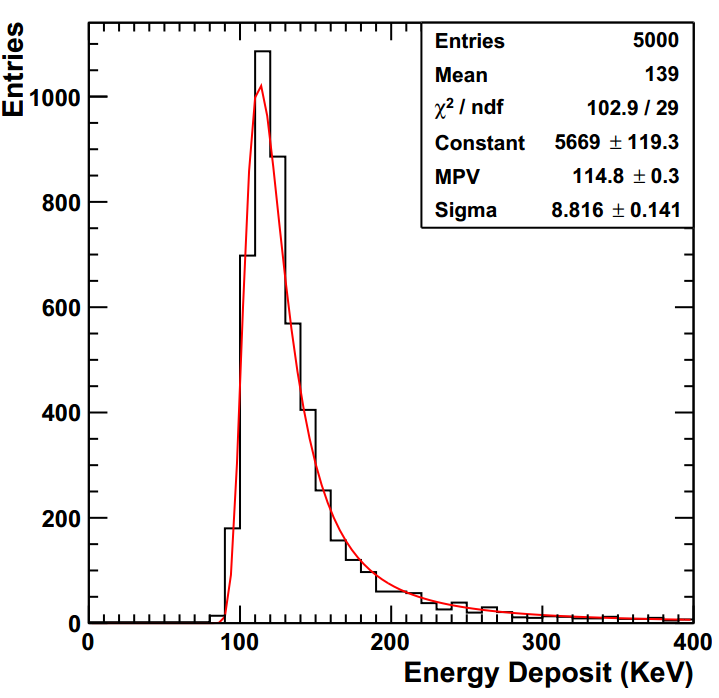 Entries
Entries 5000
Mean 139
χ² / ndf 102.9 / 29
Constant 5669 ± 119.3
MPV 114.8 ± 0.3
Sigma 8.816 ± 0.141
1000
800
600
400
200
0
0 100 200 300 400
Energy Deposit (KeV)